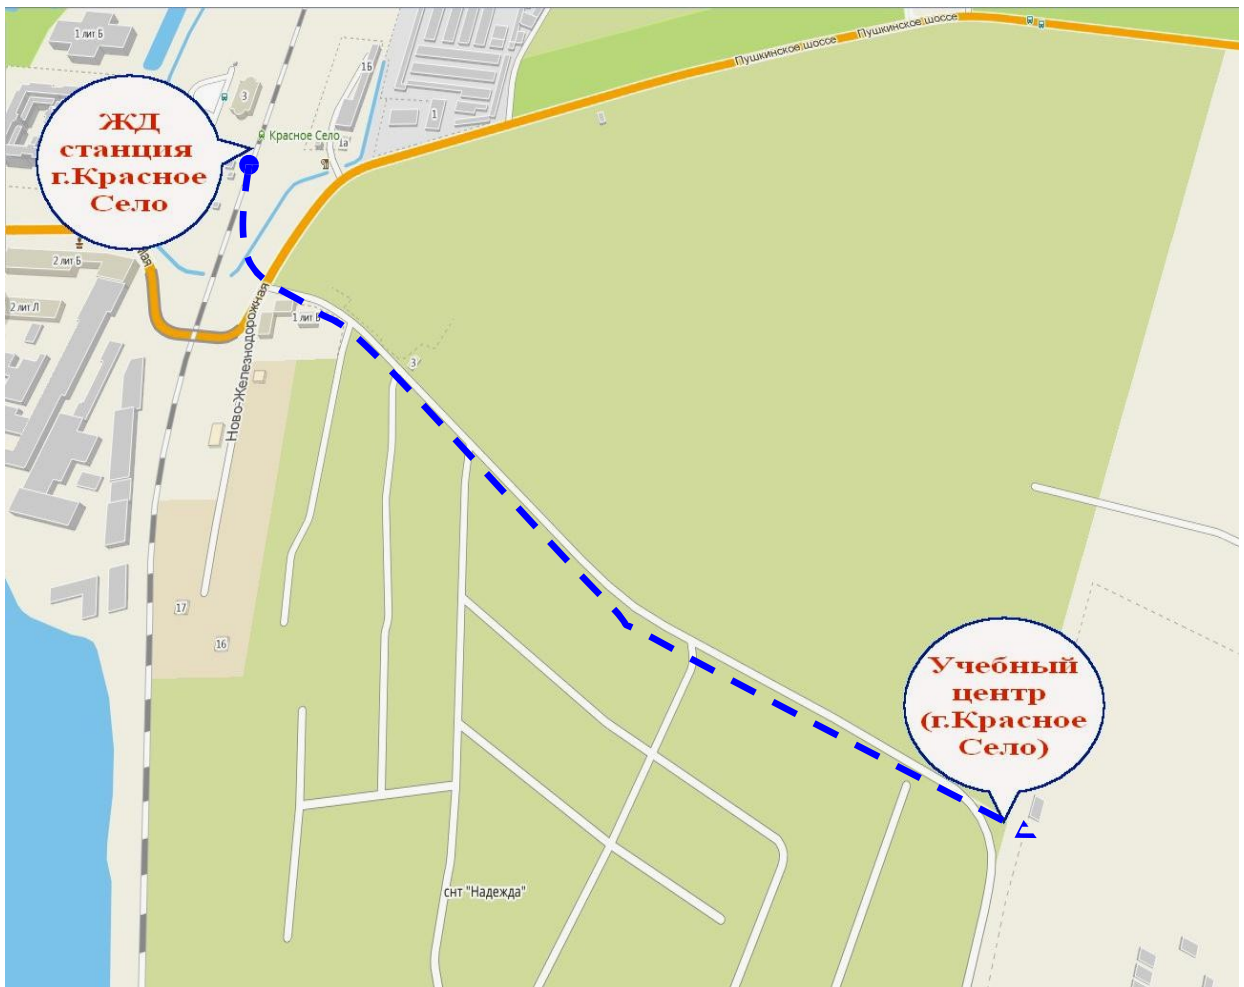 1 лит Б
Пушкинское шоссе
Пушкинское шоссе
1Б
3
1
ЖД
станция
г.Красное
Село
Красное Село
1а
2 лит Б
ная
2 лит Л
1 лит В
Ново-Железнодорожная
3
17
16
Учебный
центр
(г.Красное
Село)
снт "Надежда"